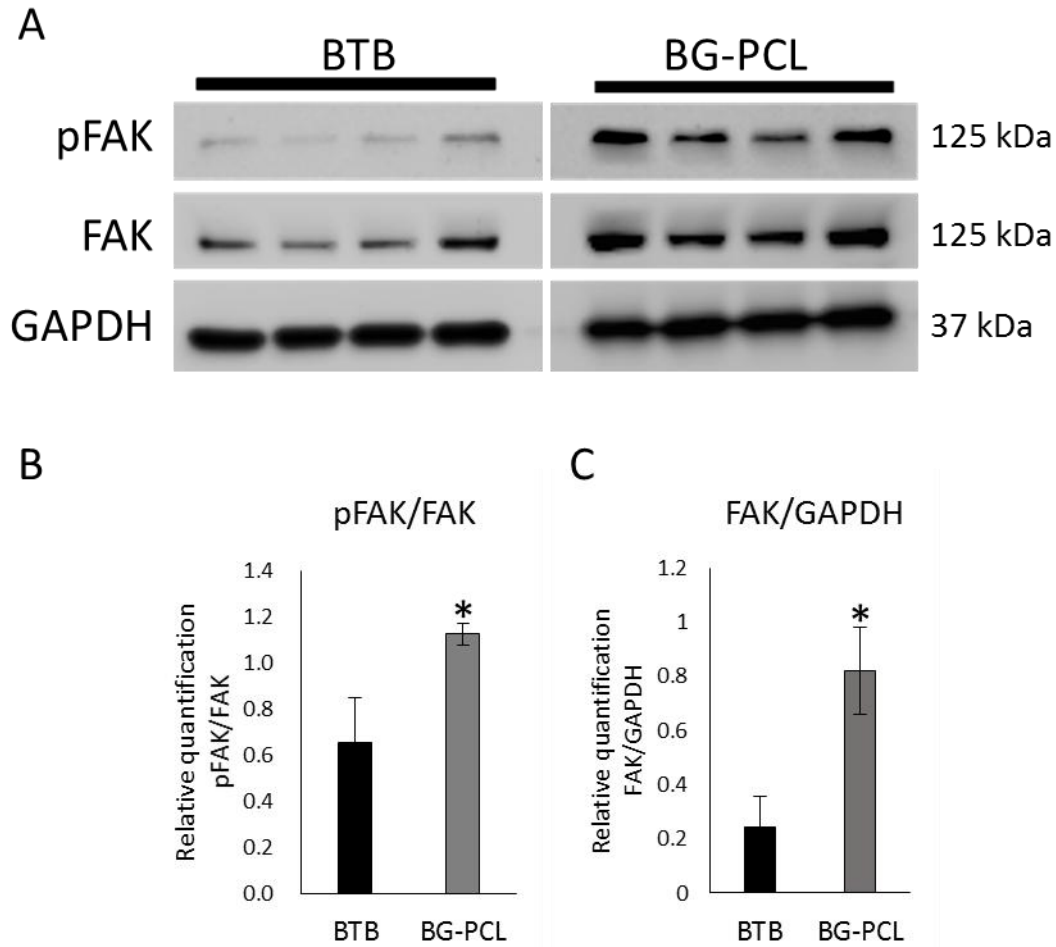 A
BTB BG-PCL
pFAK 125 kDa
FAK 125 kDa
GAPDH 37 kDa
B
pFAK/FAK
Relative quantification
pFAK/FAK
1.4
1.2
1.0
0.8
0.6
0.4
0.2
0.0
*
BTB BG-PCL
C
FAK/GAPDH
Relative quantification
FAK/GAPDH
1.2
1
0.8
0.6
0.4
0.2
0
*
BTB BG-PCL